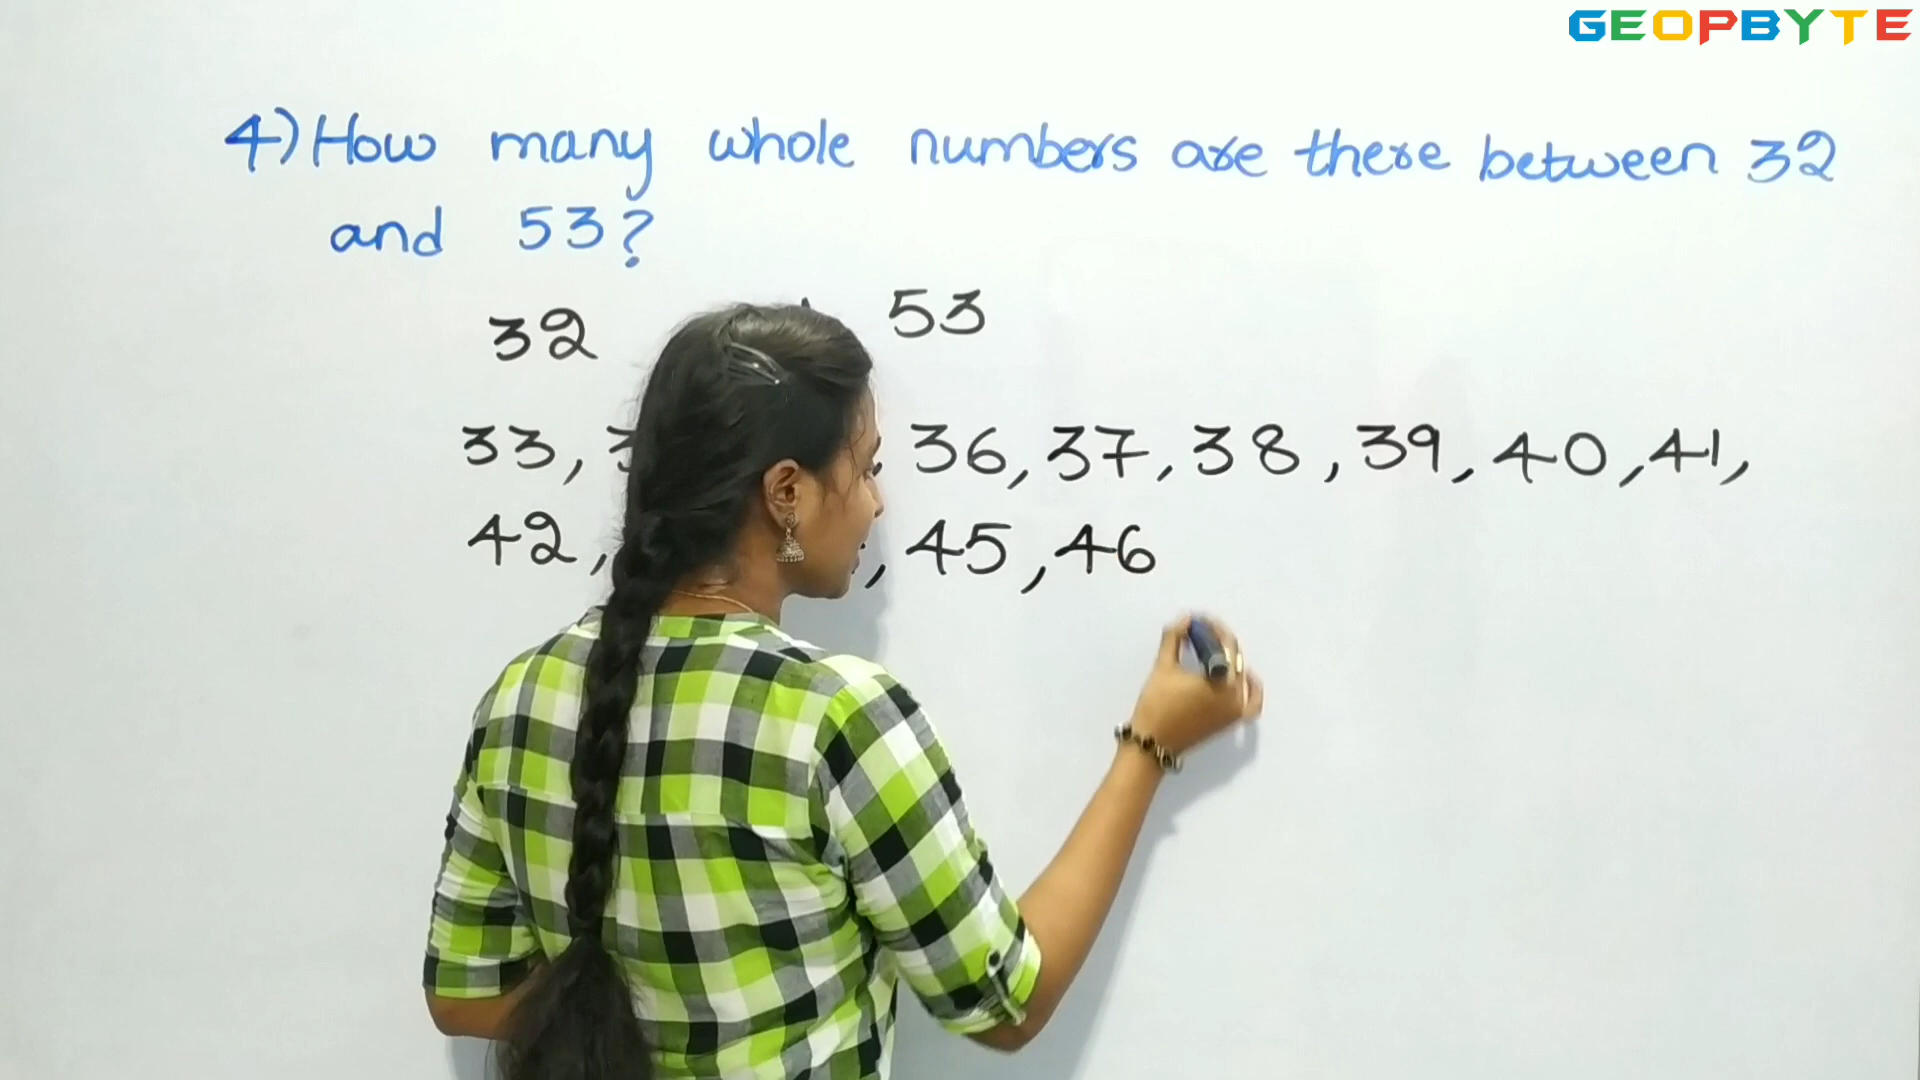 GEOPBYTE
4) How many whole numbers are there between 32
and 53?
32 53
33, 36, 37, 38, 39, 40, 41,
42, , 45, 46